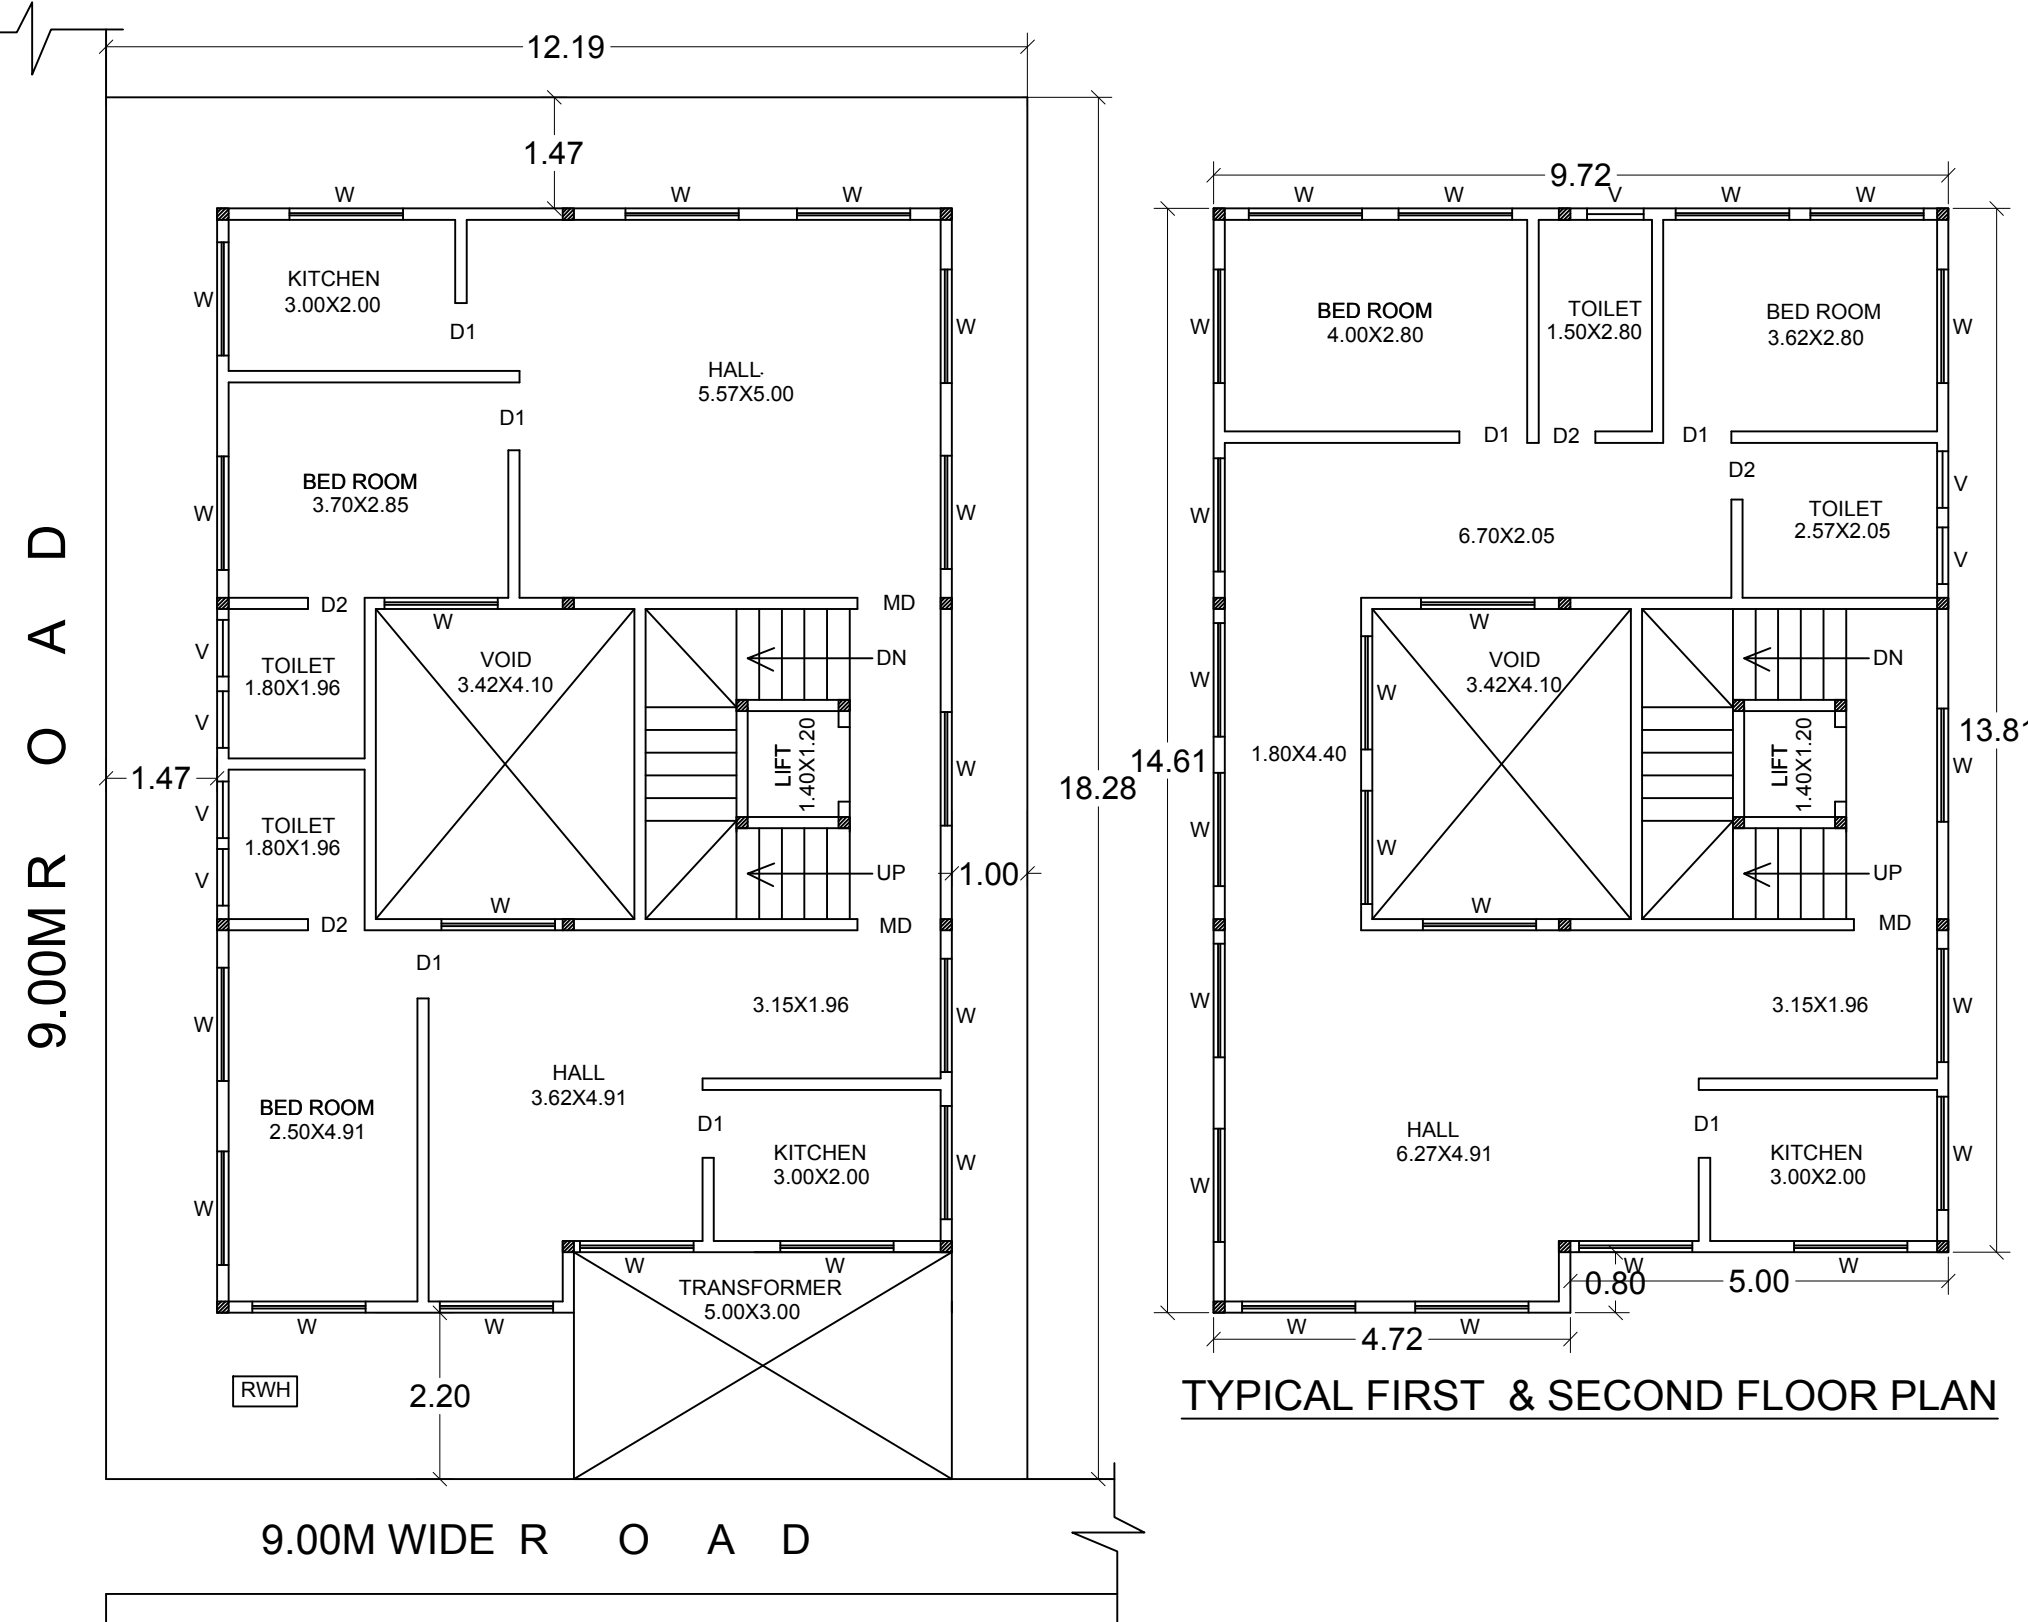 12.19
1.47
W
W
W
KITCHEN
3.00X2.00
W
D1
W
HALL
5.57X5.00
D1
BED ROOM
3.70X2.85
W
W
D2
W
MD
V
TOILET
1.80X1.96
V
VOID
3.42X4.10
DN
LIFT
1.40X1.20
W
1.47
18.28
V
TOILET
1.80X1.96
V
UP
1.00
W
D2
MD
D1
W
3.15X1.96
W
HALL
3.62X4.91
BED ROOM
2.50X4.91
D1
KITCHEN
3.00X2.00
W
W
W
W
TRANSFORMER
5.00X3.00
W
W
RWH
2.20
9.00M R O A D
9.00M WIDE R O A D
9.72
W
W
V
W
W
W
BED ROOM
4.00X2.80
TOILET
1.50X2.80
BED ROOM
3.62X2.80
W
D1
D2
D1
D2
W
6.70X2.05
TOILET
2.57X2.05
V
V
W
W
VOID
3.42X4.10
DN
W
W
14.61
1.80X4.40
LIFT
1.40X1.20
13.81
W
W
W
UP
W
MD
W
3.15X1.96
W
D1
HALL
6.27X4.91
KITCHEN
3.00X2.00
W
W
W
W
0.80
5.00
W
W
4.72
TYPICAL FIRST & SECOND FLOOR PLAN